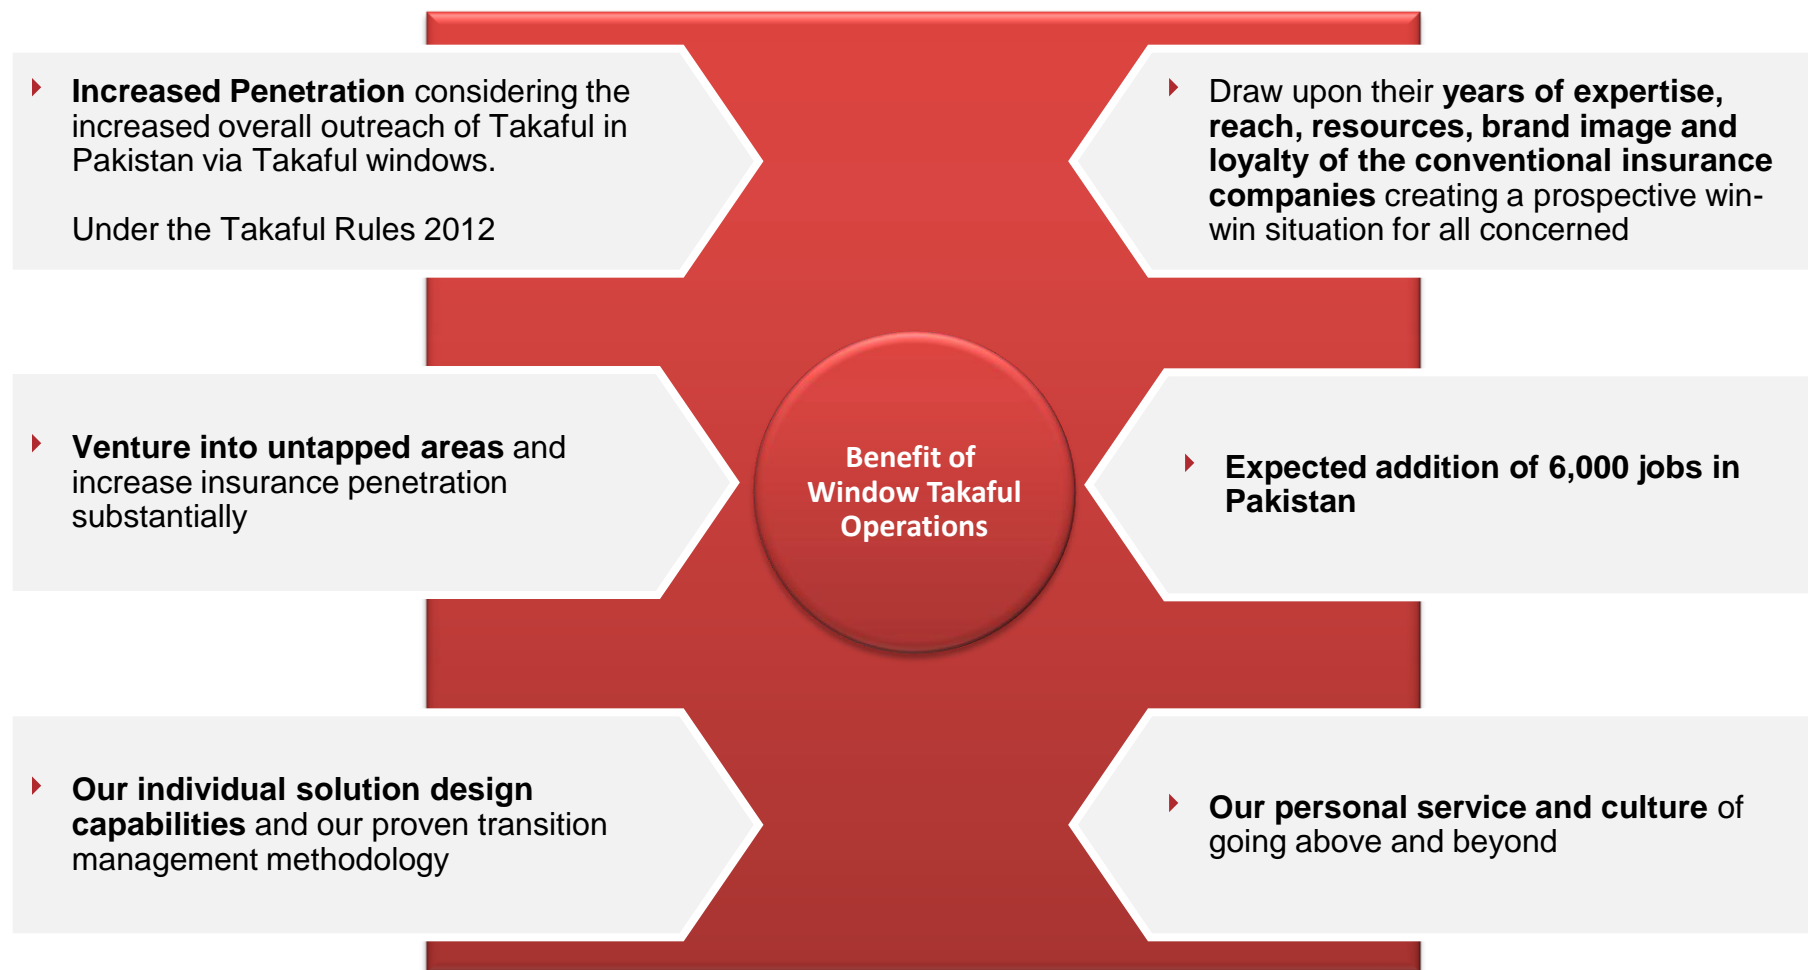 Increased Penetration considering the
increased overall outreach of Takaful in
Pakistan via Takaful windows.
Under the Takaful Rules 2012
Draw upon their years of expertise,
reach, resources, brand image and
loyalty of the conventional insurance
companies creating a prospective win-
win situation for all concerned
Venture into untapped areas and
increase insurance penetration
substantially
Benefit of
Window Takaful
Operations
Expected addition of 6,000 jobs in
Pakistan
Our individual solution design
capabilities and our proven transition
management methodology
Our personal service and culture of
going above and beyond